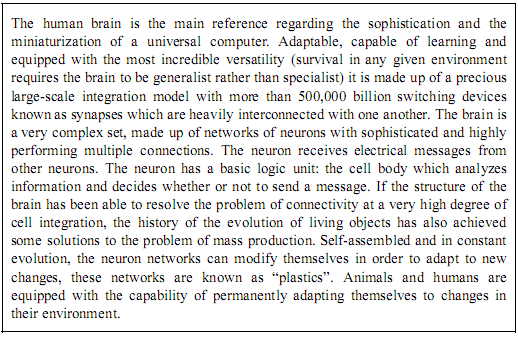 The human brain is the main reference regarding the sophistication and the
miniaturization of a universal computer. Adaptable, capable of learning and
equipped with the most incredible versatility (survival in any given environment
requires the brain to be generalist rather than specialist) it is made up of a precious
large-scale integration model with more than 500,000 billion switching devices
known as synapses which are heavily interconnected with one another. The brain is
a very complex set, made up of networks of neurons with sophisticated and highly
performing multiple connections. The neuron receives electrical messages from
other neurons. The neuron has a basic logic unit: the cell body which analyzes
information and decides whether or not to send a message. If the structure of the
brain has been able to resolve the problem of connectivity at a very high degree of
cell integration, the history of the evolution of living objects has also achieved
some solutions to the problem of mass production. Self-assembled and in constant
evolution, the neuron networks can modify themselves in order to adapt to new
changes, these networks are known as “plastics”. Animals and humans are
equipped with the capability of permanently adapting themselves to changes in
their environment.